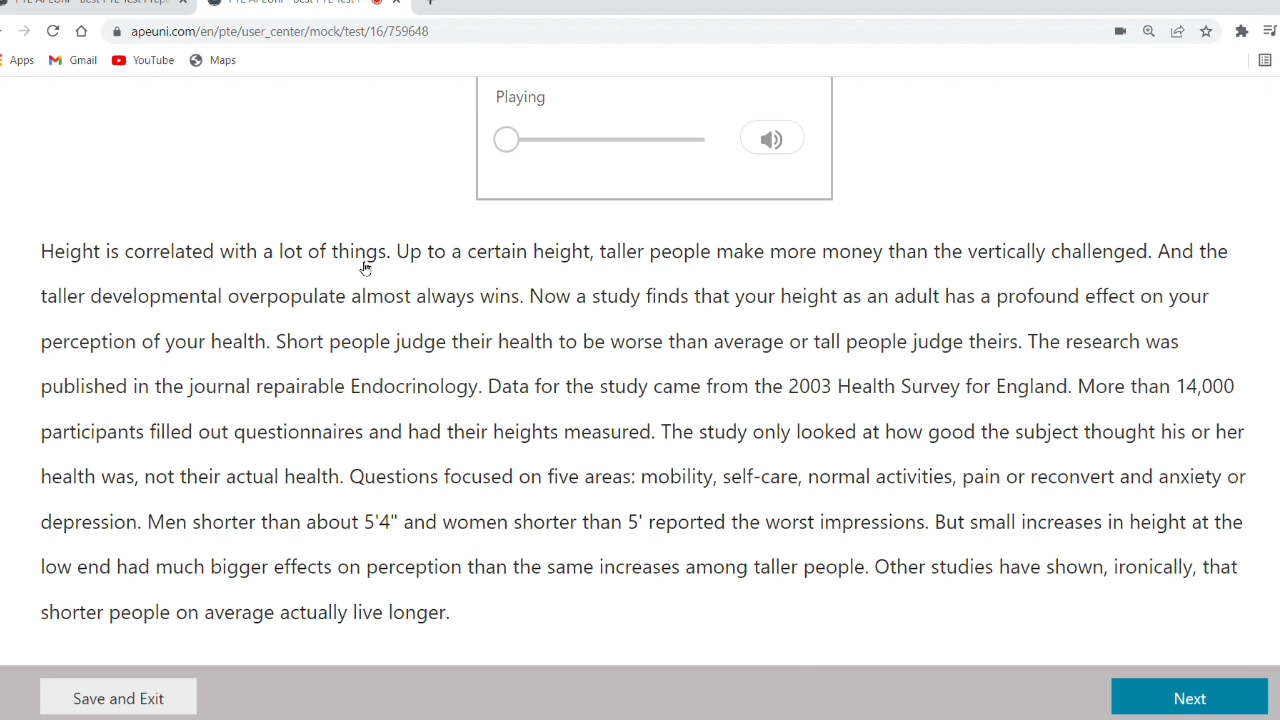 apeuni.com/en/pte/user_center/mock/test/16/759648
Apps Gmail YouTube Maps
Playing
Height is correlated with a lot of things. Up to a certain height, taller people make more money than the vertically challenged. And the
taller developmental overpopulate almost always wins. Now a study finds that your height as an adult has a profound effect on your
perception of your health. Short people judge their health to be worse than average or tall people judge theirs. The research was
published in the journal repairable Endocrinology. Data for the study came from the 2003 Health Survey for England. More than 14,000
participants filled out questionnaires and had their heights measured. The study only looked at how good the subject thought his or her
health was, not their actual health. Questions focused on five areas: mobility, self-care, normal activities, pain or reconvert and anxiety or
depression. Men shorter than about 5'4" and women shorter than 5' reported the worst impressions. But small increases in height at the
low end had much bigger effects on perception than the same increases among taller people. Other studies have shown, ironically, that
shorter people on average actually live longer.
Save and Exit Next